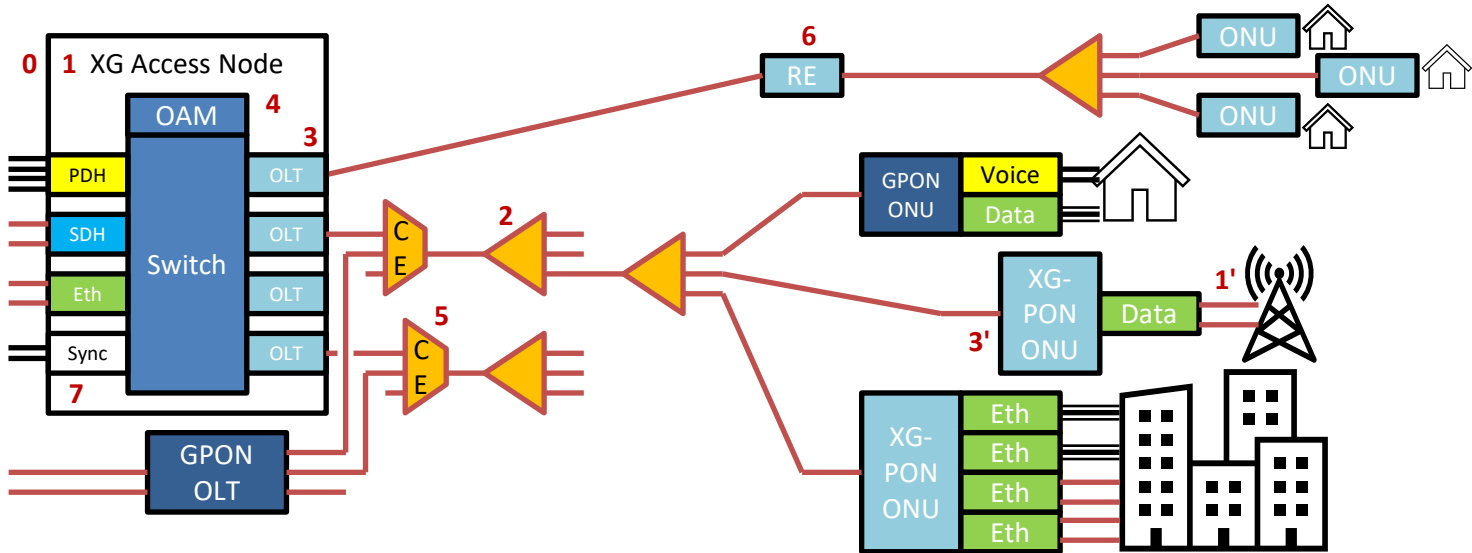 0
1 XG Access Node
OAM
4
3
PDH
OLT
SDH
OLT
Switch
Eth
OLT
Sync
OLT
7
GPON
OLT
C
E
2
5
C
E
6
RE
ONU
ONU
ONU
GPON
ONU
Voice
Data
XG-
PON
ONU
Data
1'
3'
XG-
PON
ONU
Eth
Eth
Eth
Eth